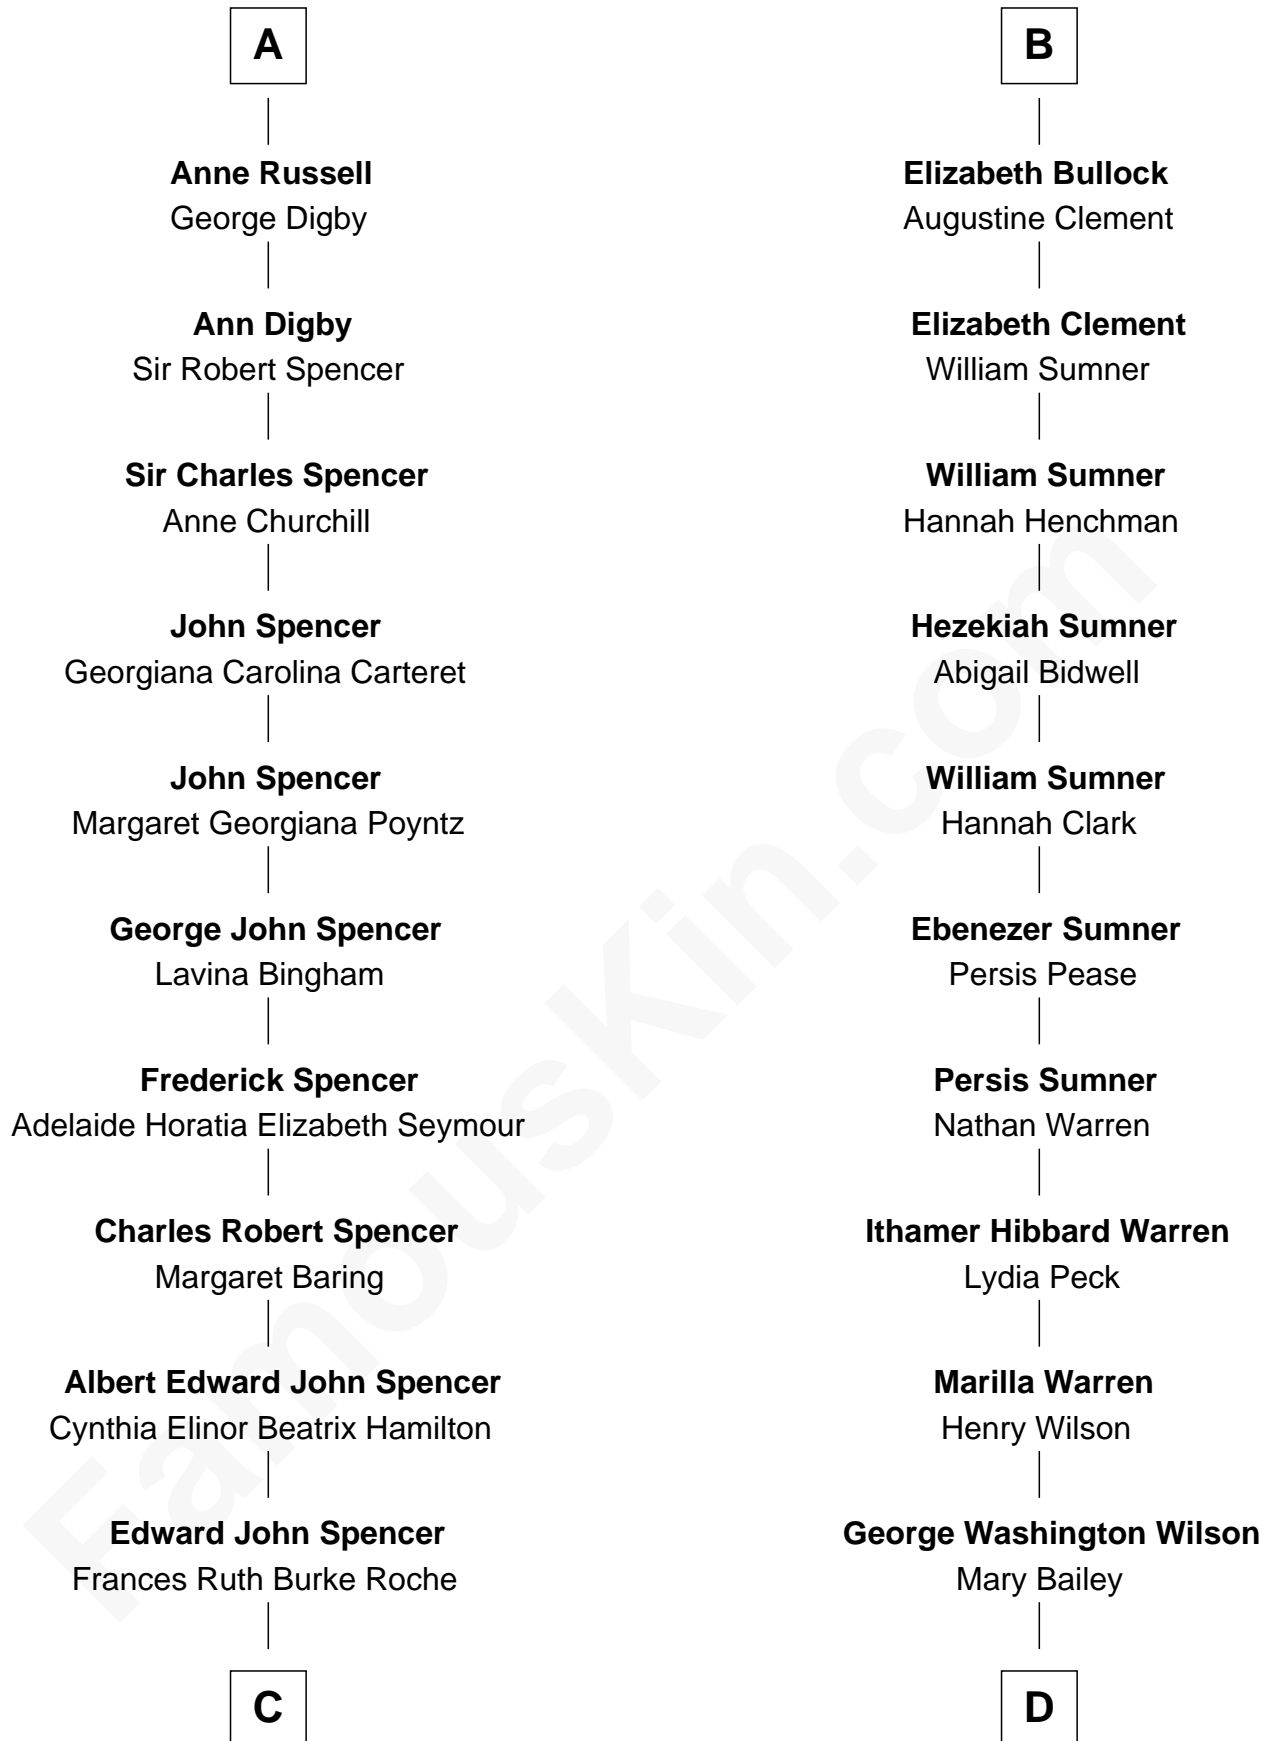 A
Anne Russell
George Digby
Ann Digby
Sir Robert Spencer
Sir Charles Spencer
Anne Churchill
John Spencer
Georgiana Carolina Carteret
John Spencer
Margaret Georgiana Poyntz
George John Spencer
Lavina Bingham
Frederick Spencer
Adelaide Horatia Elizabeth Seymour
Charles Robert Spencer
Margaret Baring
Albert Edward John Spencer
Cynthia Elinor Beatrix Hamilton
Edward John Spencer
Frances Ruth Burke Roche
C
B
Elizabeth Bullock
Augustine Clement
Elizabeth Clement
William Sumner
William Sumner
Hannah Henchman
Hezekiah Sumner
Abigail Bidwell
William Sumner
Hannah Clark
Ebenezer Sumner
Persis Pease
Persis Sumner
Nathan Warren
Ithamer Hibbard Warren
Lydia Peck
Marilla Warren
Henry Wilson
George Washington Wilson
Mary Bailey
D
FamousKin.com